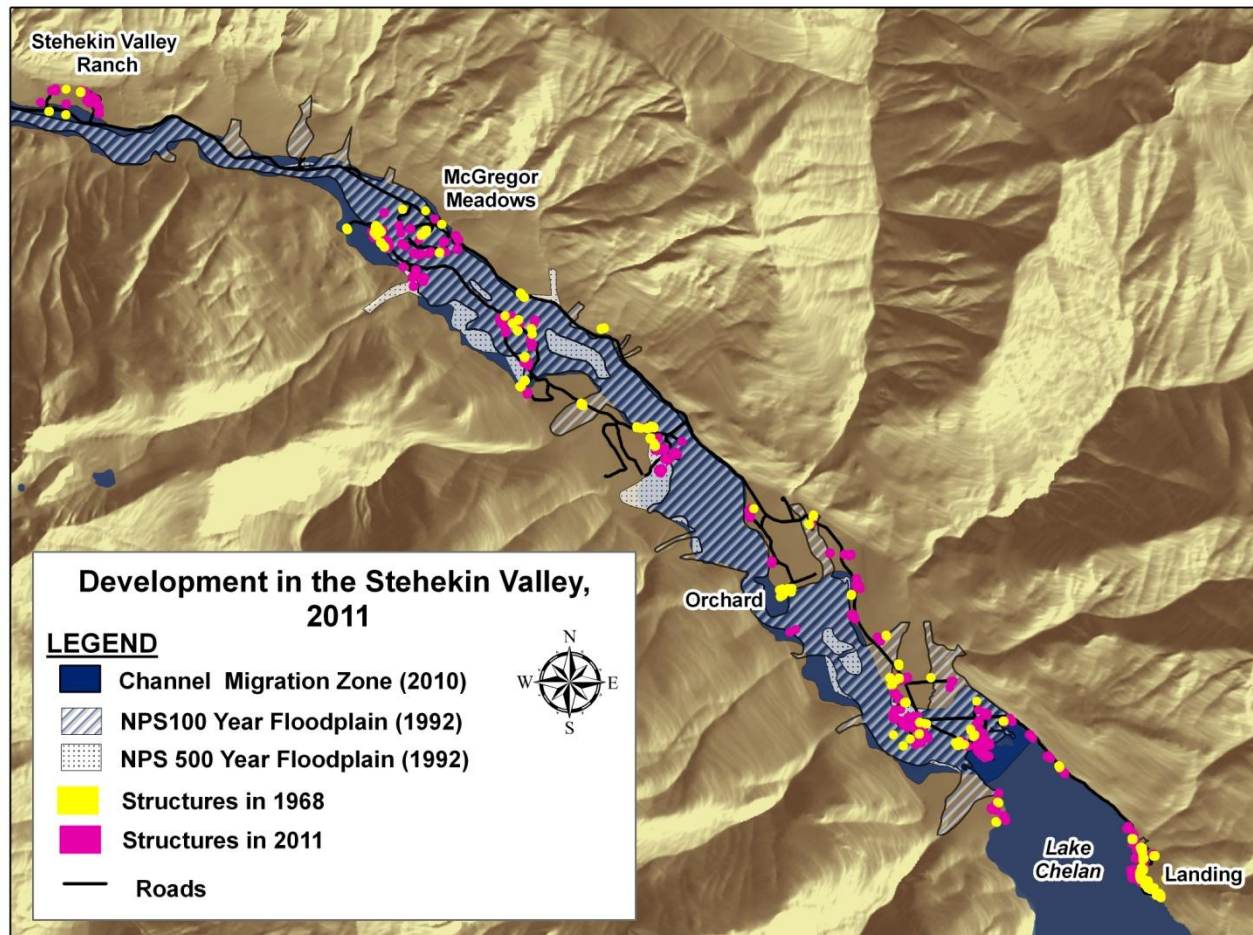 Stehekin Valley
Ranch
McGregor
Meadows
Orchard
Lake
Chelan
Landing
Development in the Stehekin Valley,
2011
LEGEND
N
W E
S
Channel Migration Zone (2010)
NPS100 Year Floodplain (1992)
NPS 500 Year Floodplain (1992)
Structures in 1968
Structures in 2011
Roads